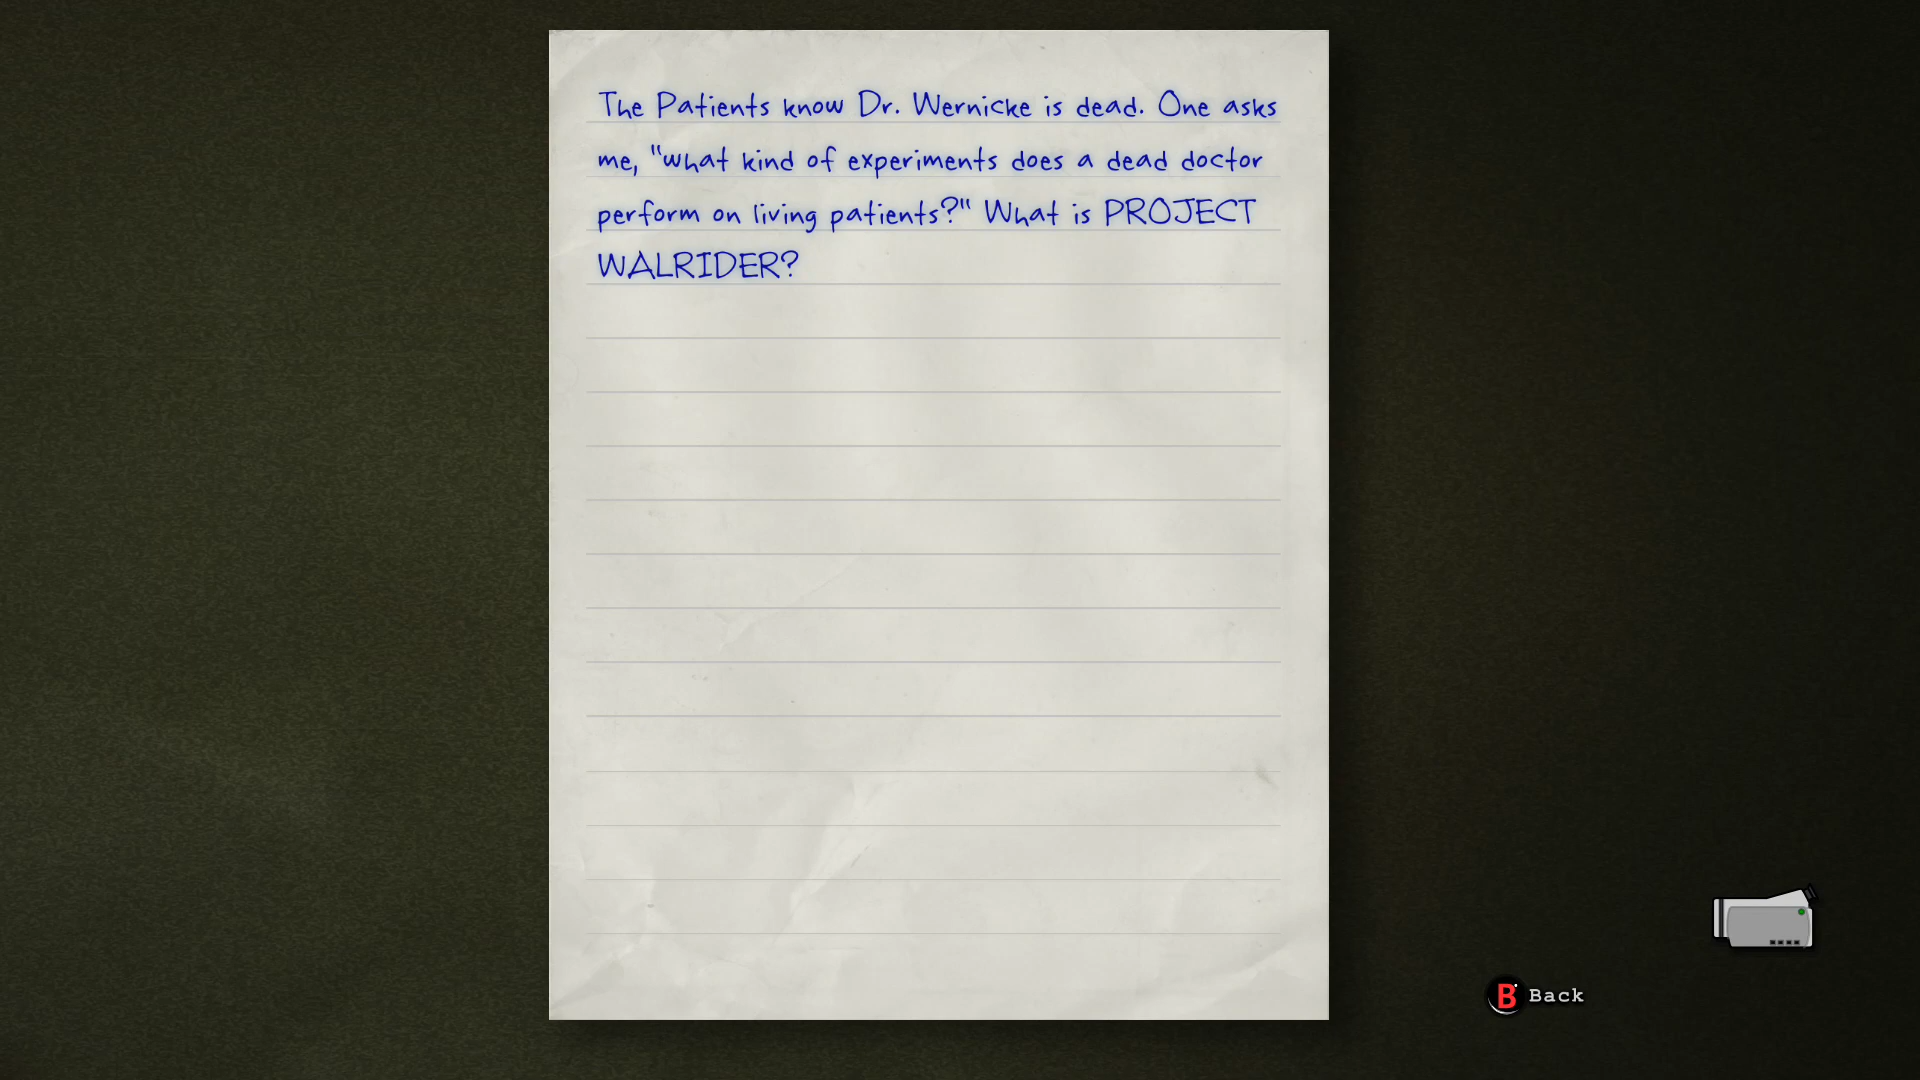 The Patients know Dr. Wernicke is dead. One asks
me, "what kind of experiments does a dead doctor
perform on living patients?" What is PROJECT
WALRIDER?
B Back